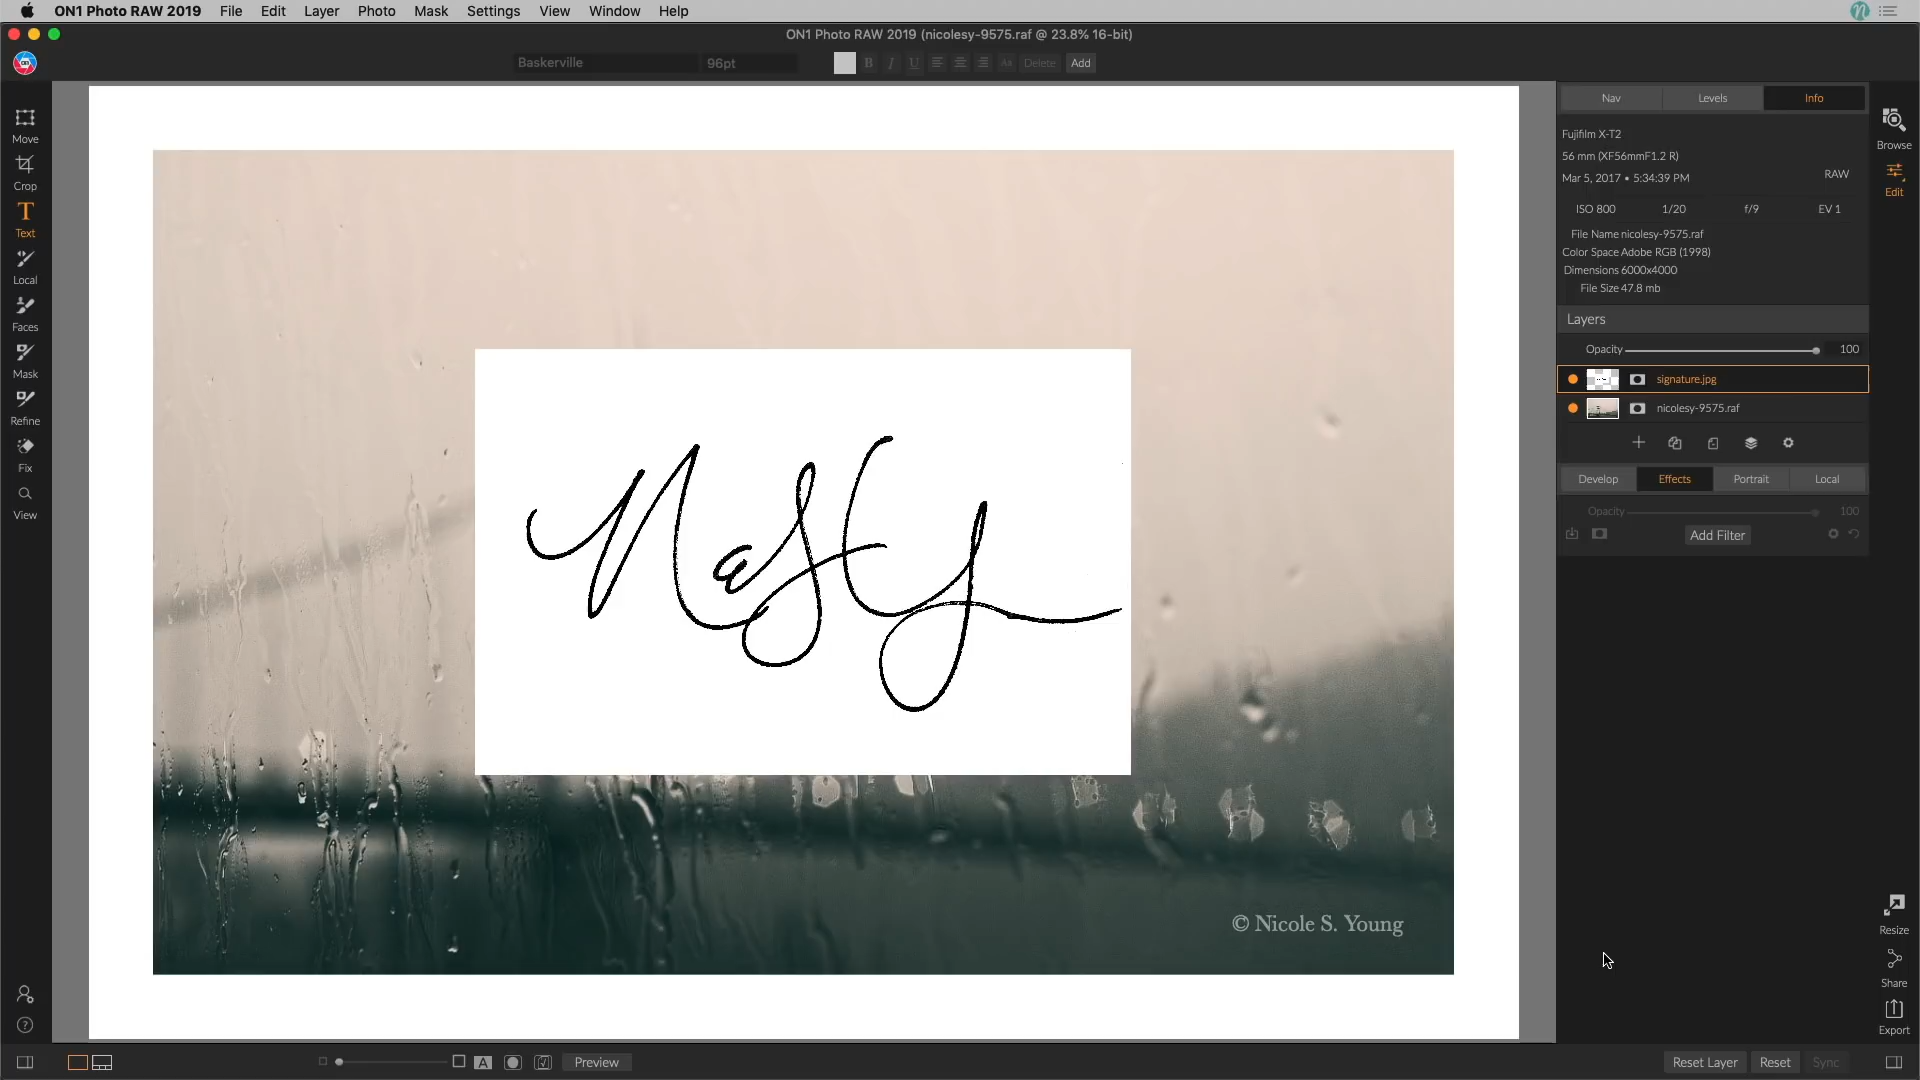 ON1 Photo RAW 2019 File Edit Layer Photo Mask Settings View Window Help
ON1 Photo RAW 2019 (nicolesy-9575.raf @ 23.8% 16-bit)
Baskerville 96pt B I U Delete Add
Move
Crop
Text
Local
Faces
Mask
Refine
Fix
View
© Nicole S. Young
Nav Levels Info
Fujifilm X-T2
56 mm (XF56mmF1.2 R)
Mar 5, 2017 • 5:34:39 PM RAW
ISO 800 1/20 f/9 EV 1
File Name nicolesy-9575.raf
Color Space Adobe RGB (1998)
Dimensions 6000x4000
File Size 47.8 mb
Layers
Opacity 100
signature.jpg
nicolesy-9575.raf
Develop Effects Portrait Local
Opacity 100
Add Filter
Browse
Edit
Resize
Share
Export
A Preview
Reset Layer Reset Sync